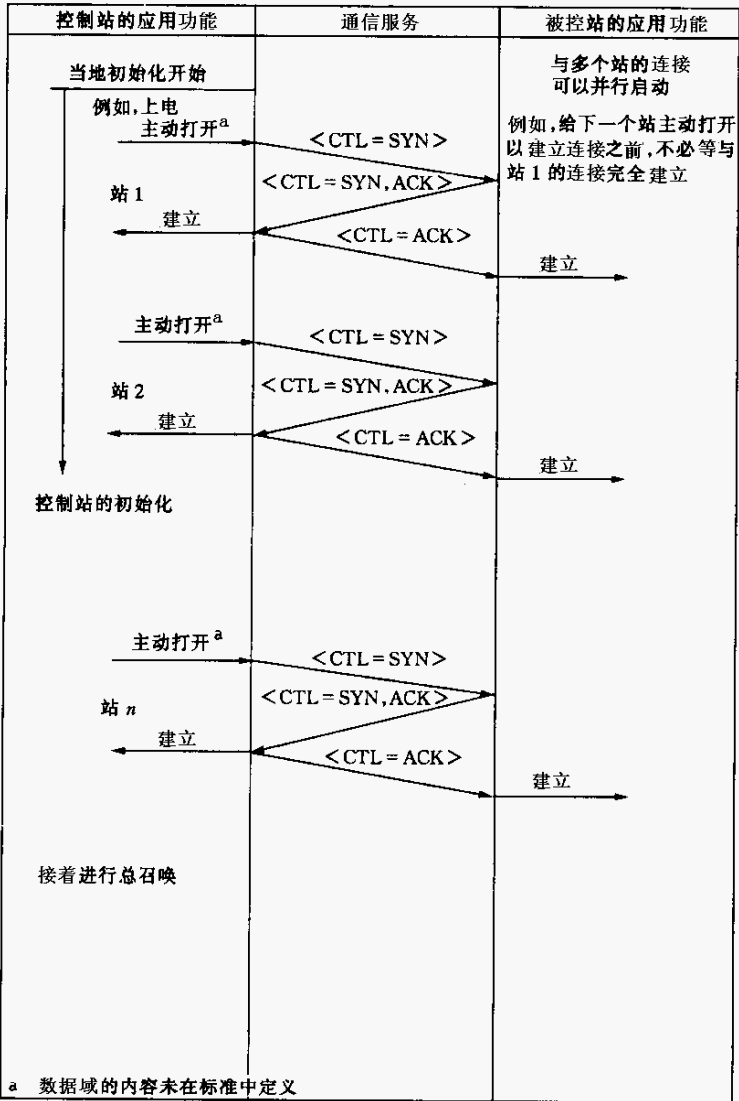 控制站的应用功能
通信服务
被控站的应用功能
当地初始化开始
与多个站的连接
可以并行启动
例如,上电
主动打开a
<CTL=SYN>
例如,给下一个站主动打开
以建立连接之前,不必等与
站1的连接完全建立
<CTL=SYN,ACK>
站1
建立
<CTL=ACK>
建立
主动打开a
<CTL=SYN>
<CTL=SYN,ACK>
站2
建立
<CTL=ACK>
建立
控制站的初始化
主动打开a
<CTL=SYN>
<CTL=SYN,ACK>
站n
建立
<CTL=ACK>
建立
接着进行总召唤
a 数据域的内容未在标准中定义